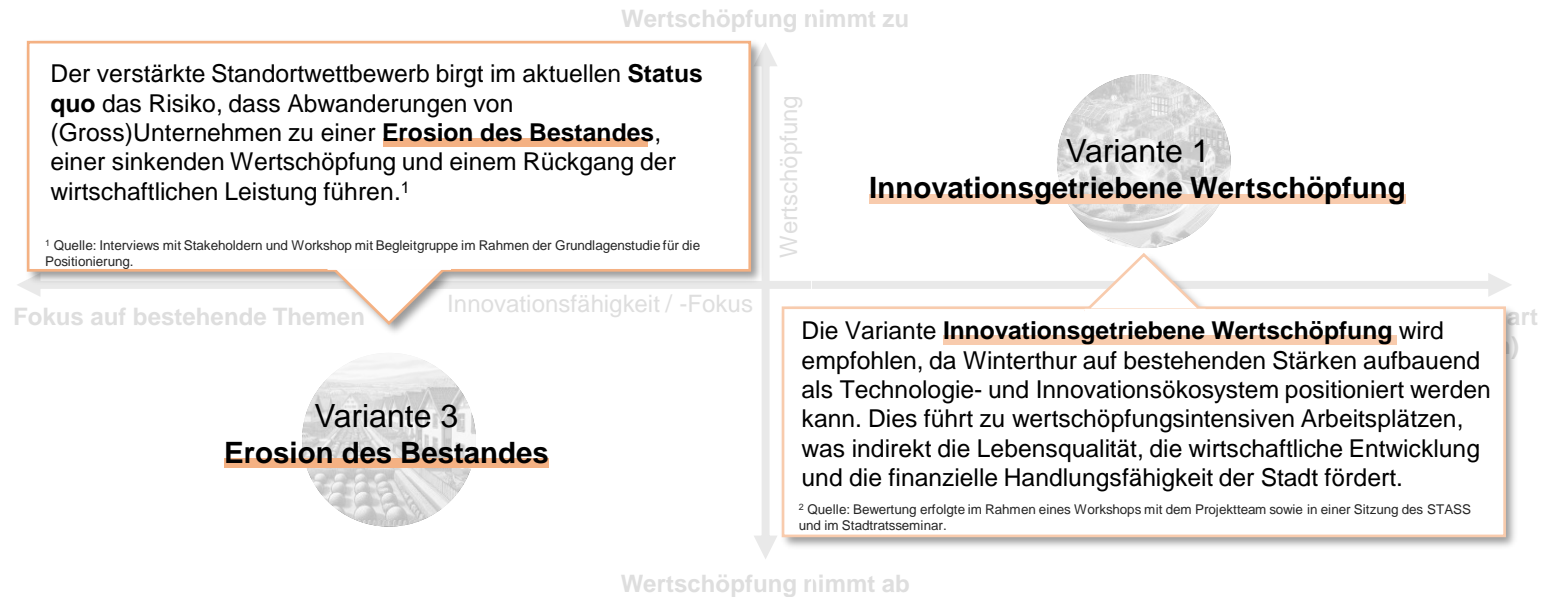 Wertschöpfung nimmt zu
Der verstärkte Standortwettbewerb birgt im aktuellen Status
quo das Risiko, dass Abwanderungen von
(Gross)Unternehmen zu einer Erosion des Bestandes,
einer sinkenden Wertschöpfung und einem Rückgang der
wirtschaftlichen Leistung führen.¹
¹ Quelle: Interviews mit Stakeholdern und Workshop mit Begleitgruppe im Rahmen der Grundlagenstudie für die
Positionierung.
Wertschöpfung
Variante 1
Innovationsgetriebene Wertschöpfung
Fokus auf bestehende Themen
Innovationsfähigkeit / -Fokus
Die Variante Innovationsgetriebene Wertschöpfung wird
empfohlen, da Winterthur auf bestehenden Stärken aufbauend
als Technologie- und Innovationsökosystem positioniert werden
kann. Dies führt zu wertschöpfungsintensiven Arbeitsplätzen,
was indirekt die Lebensqualität, die wirtschaftliche Entwicklung
und die finanzielle Handlungsfähigkeit der Stadt fördert.
² Quelle: Bewertung erfolgte im Rahmen eines Workshops mit dem Projektteam sowie in einer Sitzung des STASS
und im Stadtratsseminar.
Variante 3
Erosion des Bestandes
Wertschöpfung nimmt ab